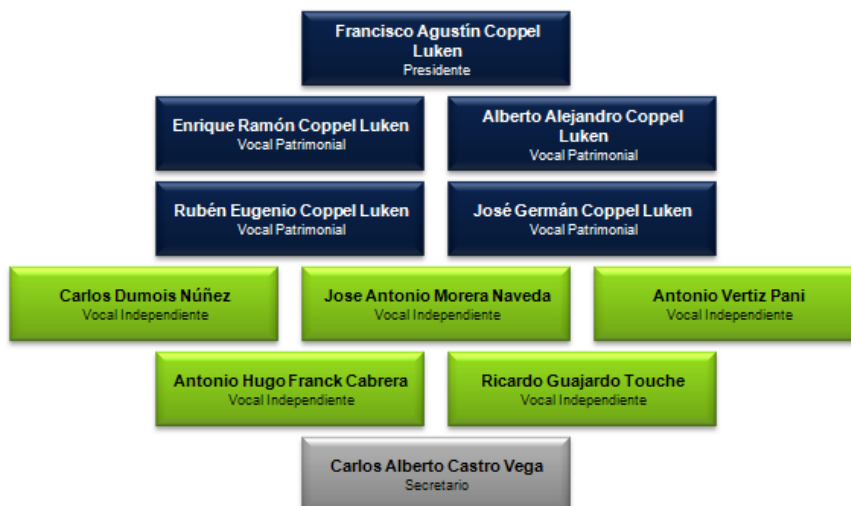 Francisco Agustín Coppel
Luken
Presidente
Enrique Ramón Coppel Luken
Vocal Patrimonial
Alberto Alejandro Coppel
Luken
Vocal Patrimonial
Rubén Eugenio Coppel Luken
Vocal Patrimonial
José Germán Coppel Luken
Vocal Patrimonial
Carlos Dumois Núñez
Vocal Independiente
Jose Antonio Morera Naveda
Vocal Independiente
Antonio Vertiz Pani
Vocal Independiente
Antonio Hugo Franck Cabrera
Vocal Independiente
Ricardo Guajardo Touche
Vocal Independiente
Carlos Alberto Castro Vega
Secretario